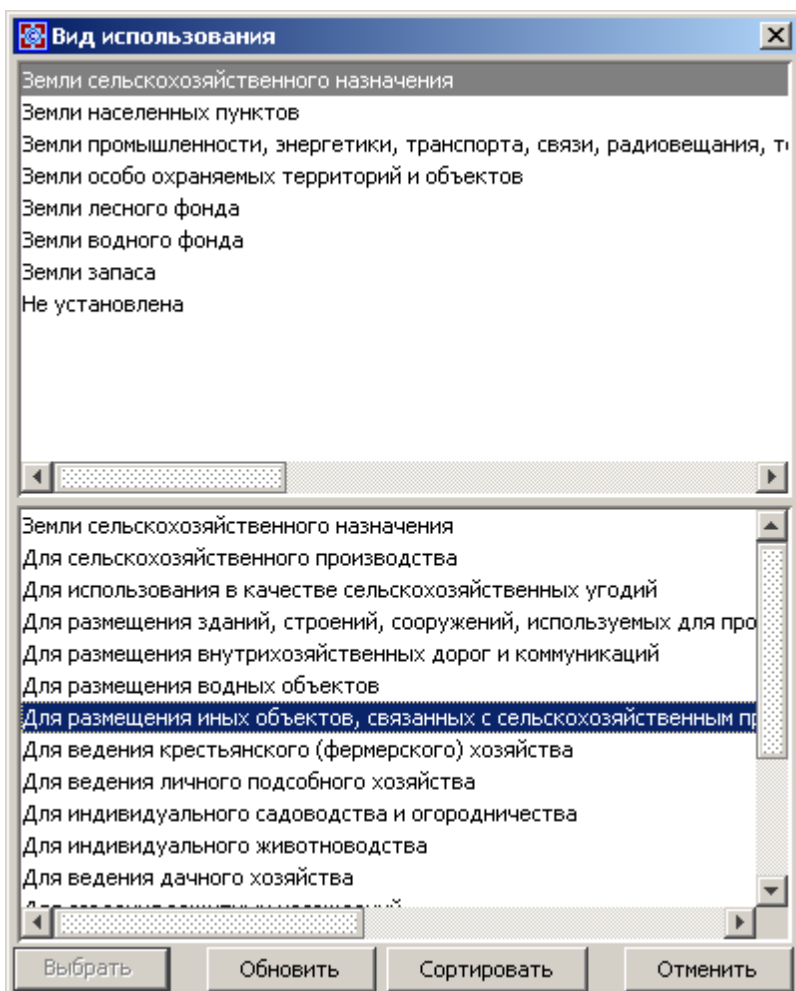 Вид использования
Земли сельскохозяйственного назначения
Земли населенных пунктов
Земли промышленности, энергетики, транспорта, связи, радиовещания,
Земли особо охраняемых территорий и объектов
Земли лесного фонда
Земли водного фонда
Земли запаса
Не установлена
Земли сельскохозяйственного назначения
Для сельскохозяйственного производства
Для использования в качестве сельскохозяйственных угодий
Для размещения зданий, строений, сооружений, используемых для про
Для размещения внутрихозяйственных дорог и коммуникаций
Для размещения водных объектов
Для размещения иных объектов, связанных с сельскохозяйственным пр
Для ведения крестьянского (фермерского) хозяйства
Для ведения личного подсобного хозяйства
Для индивидуального садоводства и огородничества
Для индивидуального животноводства
Для ведения дачного хозяйства
Выбрать
Обновить
Сортировать
Отменить